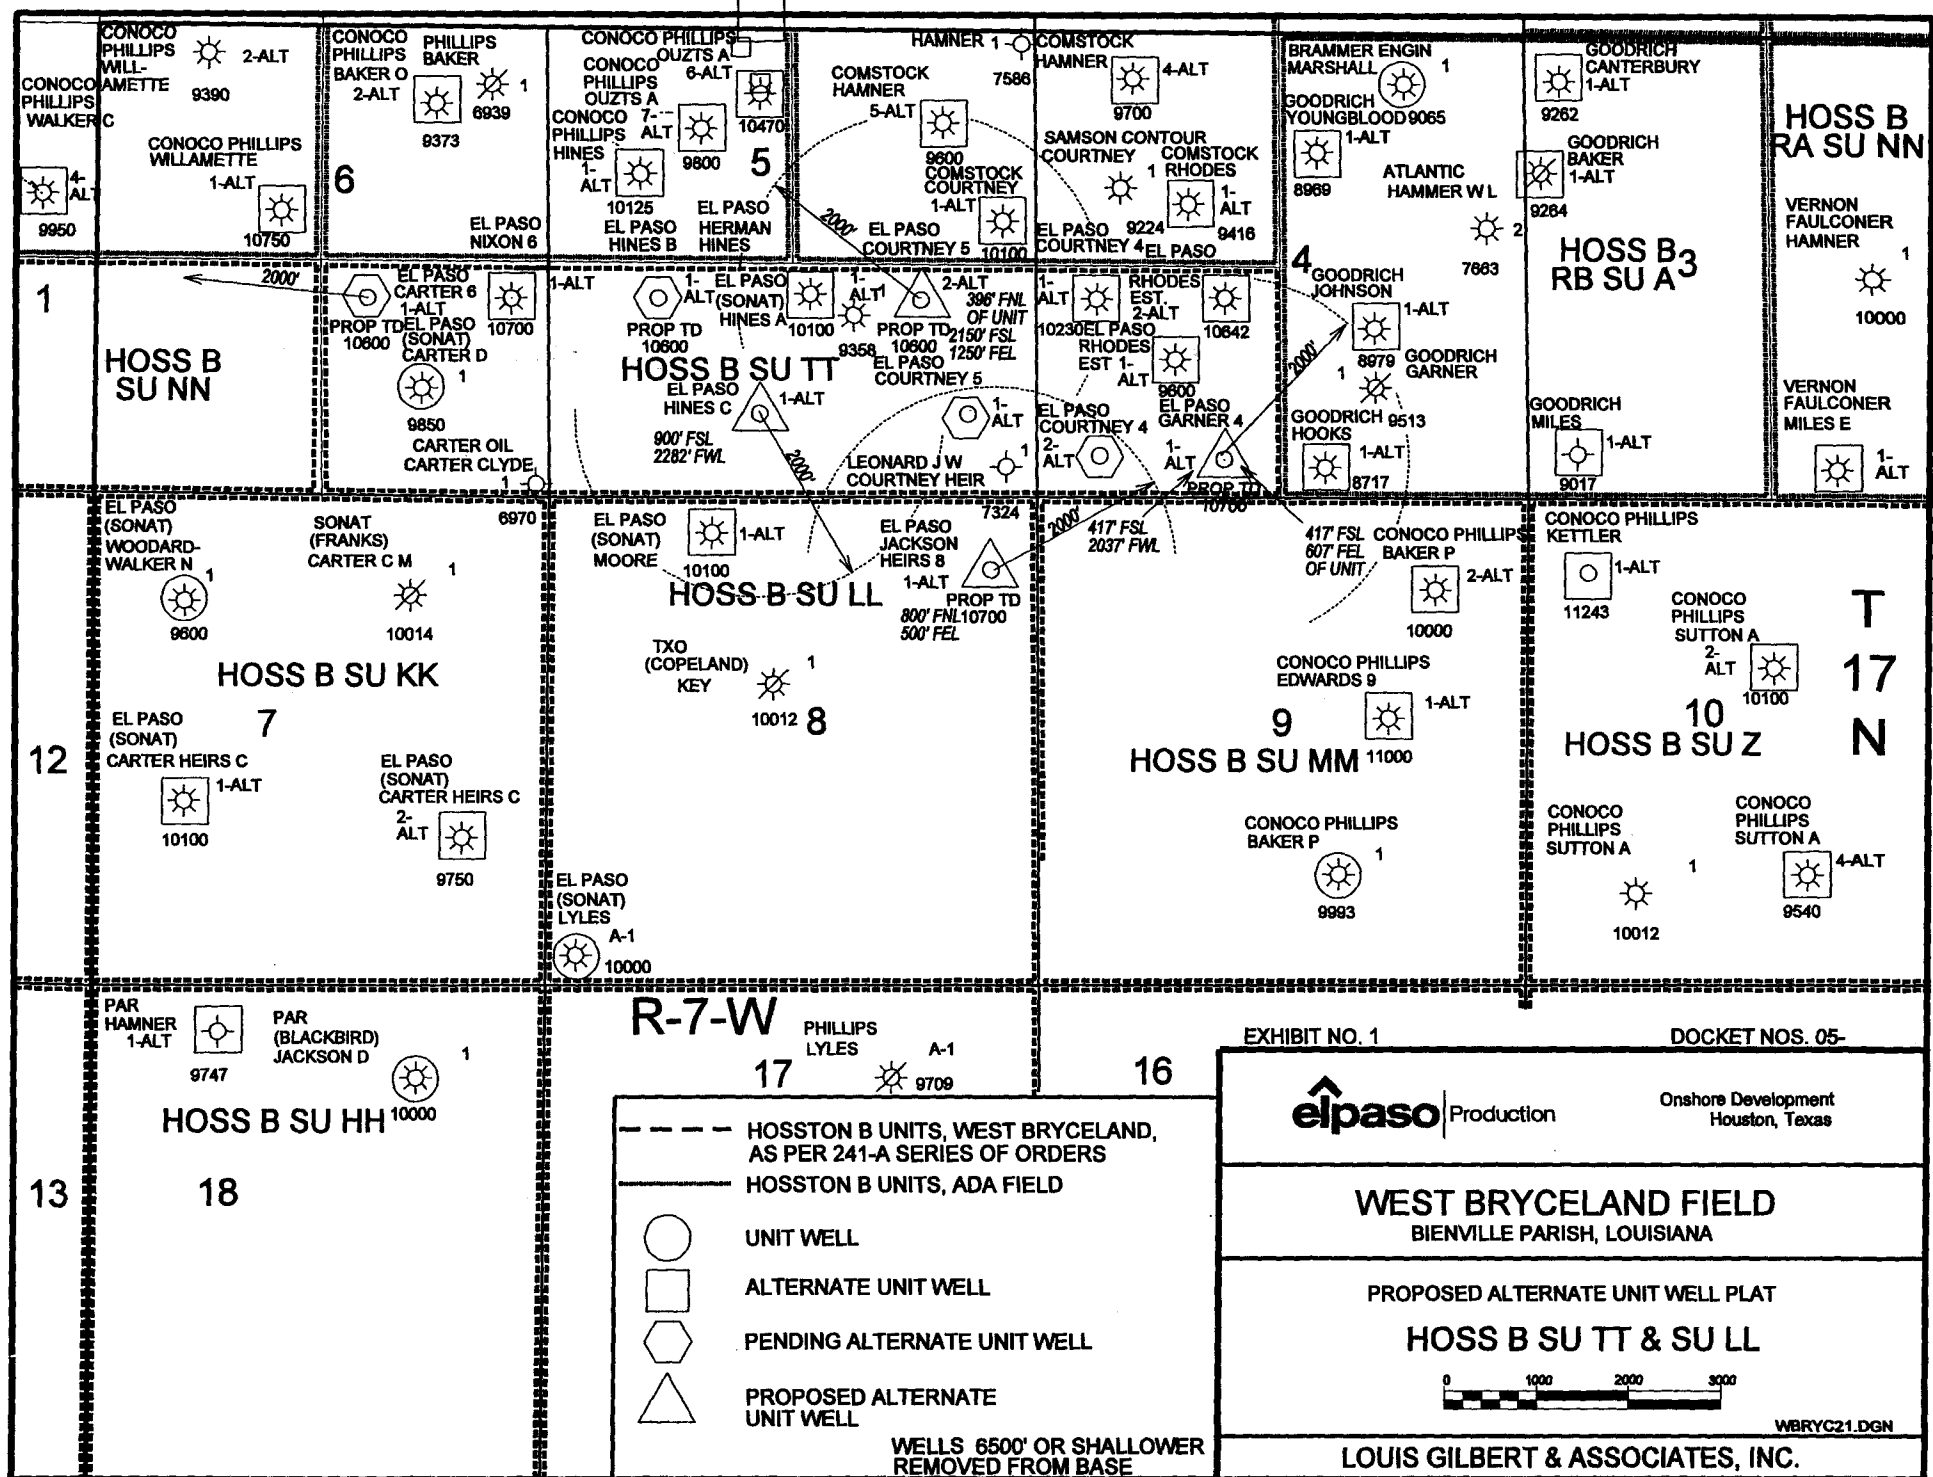 CONOCO
PHILLIPS
WILL-
AMETTE
2-ALT
9390
CONOCO
PHILLIPS
WALKER C
4-
ALT
9950
CONOCO PHILLIPS
WILLAMETTE
1-ALT
10750
CONOCO
PHILLIPS
BAKER O
2-ALT
9373
PHILLIPS
BAKER
1
6939
6
EL PASO
NIXON 6
CONOCO PHILLIPS
OUZTS A
6-ALT
10470
CONOCO
PHILLIPS
OUZTS A
7-
ALT
9800
CONOCO
PHILLIPS
HINES
1-
ALT
10125
5
EL PASO
HINES B
EL PASO
HERMAN
HINES
HAMNER 1
7586
COMSTOCK
HAMNER
5-ALT
9600
COMSTOCK
COURTNEY
1-ALT
10100
2000'
EL PASO
COURTNEY 5
COMSTOCK
HAMNER
4-ALT
9700
SAMSON CONTOUR
COURTNEY
1
9224
COMSTOCK
RHODES
1-
ALT
9416
EL PASO
COURTNEY 4
EL PASO
BRAMMER ENGIN
MARSHALL
1
9065
GOODRICH
YOUNGBLOOD
1-ALT
8969
ATLANTIC
HAMMER W L
2
7663
4
GOODRICH
CANTERBURY
1-ALT
9262
GOODRICH
BAKER
1-ALT
9264
HOSS B
RB SU A
3
HOSS B
RA SU NN
VERNON
FAULCONER
HAMNER
1
10000
1
HOSS B
SU NN
2000'
EL PASO
CARTER 6
1-ALT
PROP TD
10600
1-ALT
10700
EL PASO
(SONAT)
CARTER D
1
9850
CARTER OIL
CARTER CLYDE
1
6970
1-
ALT
PROP TD
10600
EL PASO
(SONAT)
HINES A
1-
ALT
10100
1
9358
2-ALT
PROP TD
10600
396' FNL
OF UNIT
2150' FSL
1250' FEL
HOSS B SU TT
EL PASO
COURTNEY 5
1-
ALT
EL PASO
HINES C
1-ALT
900' FSL
2282' FWL
2000'
LEONARD J W
COURTNEY HEIR
1
7324
1-
ALT
10230
RHODES
EST.
2-ALT
10642
EL PASO
RHODES
EST 1-
ALT
9600
EL PASO
COURTNEY 4
2-
ALT
EL PASO
GARNER 4
1-
ALT
PROP TD
10700
2000'
GOODRICH
JOHNSON
1-ALT
8979
GOODRICH
GARNER
1
9513
GOODRICH
HOOKS
1-ALT
8717
GOODRICH
MILES
1-ALT
9017
VERNON
FAULCONER
MILES E
1-
ALT
EL PASO
(SONAT)
WOODARD-
WALKER N
1
9600
SONAT
(FRANKS)
CARTER C M
1
10014
HOSS B SU KK
7
EL PASO
(SONAT)
CARTER HEIRS C
1-ALT
10100
EL PASO
(SONAT)
CARTER HEIRS C
2-
ALT
9750
12
EL PASO
(SONAT)
MOORE
1-ALT
10100
EL PASO
JACKSON
HEIRS 8
1-ALT
PROP TD
10700
800' FNL
500' FEL
HOSS B SU LL
TXO
(COPELAND)
KEY
1
10012
8
EL PASO
(SONAT)
LYLES
A-1
10000
2000'
417' FSL
2037' FWL
417' FSL
607' FEL
OF UNIT
CONOCO PHILLIPS
BAKER P
2-ALT
10000
CONOCO PHILLIPS
EDWARDS 9
1-ALT
11000
9
HOSS B SU MM
CONOCO PHILLIPS
BAKER P
1
9993
CONOCO PHILLIPS
KETTLER
1-ALT
11243
CONOCO
PHILLIPS
SUTTON A
2-
ALT
10100
10
HOSS B SU Z
CONOCO
PHILLIPS
SUTTON A
1
10012
CONOCO
PHILLIPS
SUTTON A
4-ALT
9540
T
17
N
PAR
HAMNER
1-ALT
9747
PAR
(BLACKBIRD)
JACKSON D
1
10000
HOSS B SU HH
13
18
R-7-W
PHILLIPS
LYLES
A-1
9709
17
16
HOSSTON B UNITS, WEST BRYCELAND,
AS PER 241-A SERIES OF ORDERS
HOSSTON B UNITS, ADA FIELD
UNIT WELL
ALTERNATE UNIT WELL
PENDING ALTERNATE UNIT WELL
PROPOSED ALTERNATE
UNIT WELL
WELLS 6500' OR SHALLOWER
REMOVED FROM BASE
EXHIBIT NO. 1
DOCKET NOS. 05-
elpaso Production
Onshore Development
Houston, Texas
WEST BRYCELAND FIELD
BIENVILLE PARISH, LOUISIANA
PROPOSED ALTERNATE UNIT WELL PLAT
HOSS B SU TT & SU LL
0 1000 2000 3000
WBRYC21.DGN
LOUIS GILBERT & ASSOCIATES, INC.